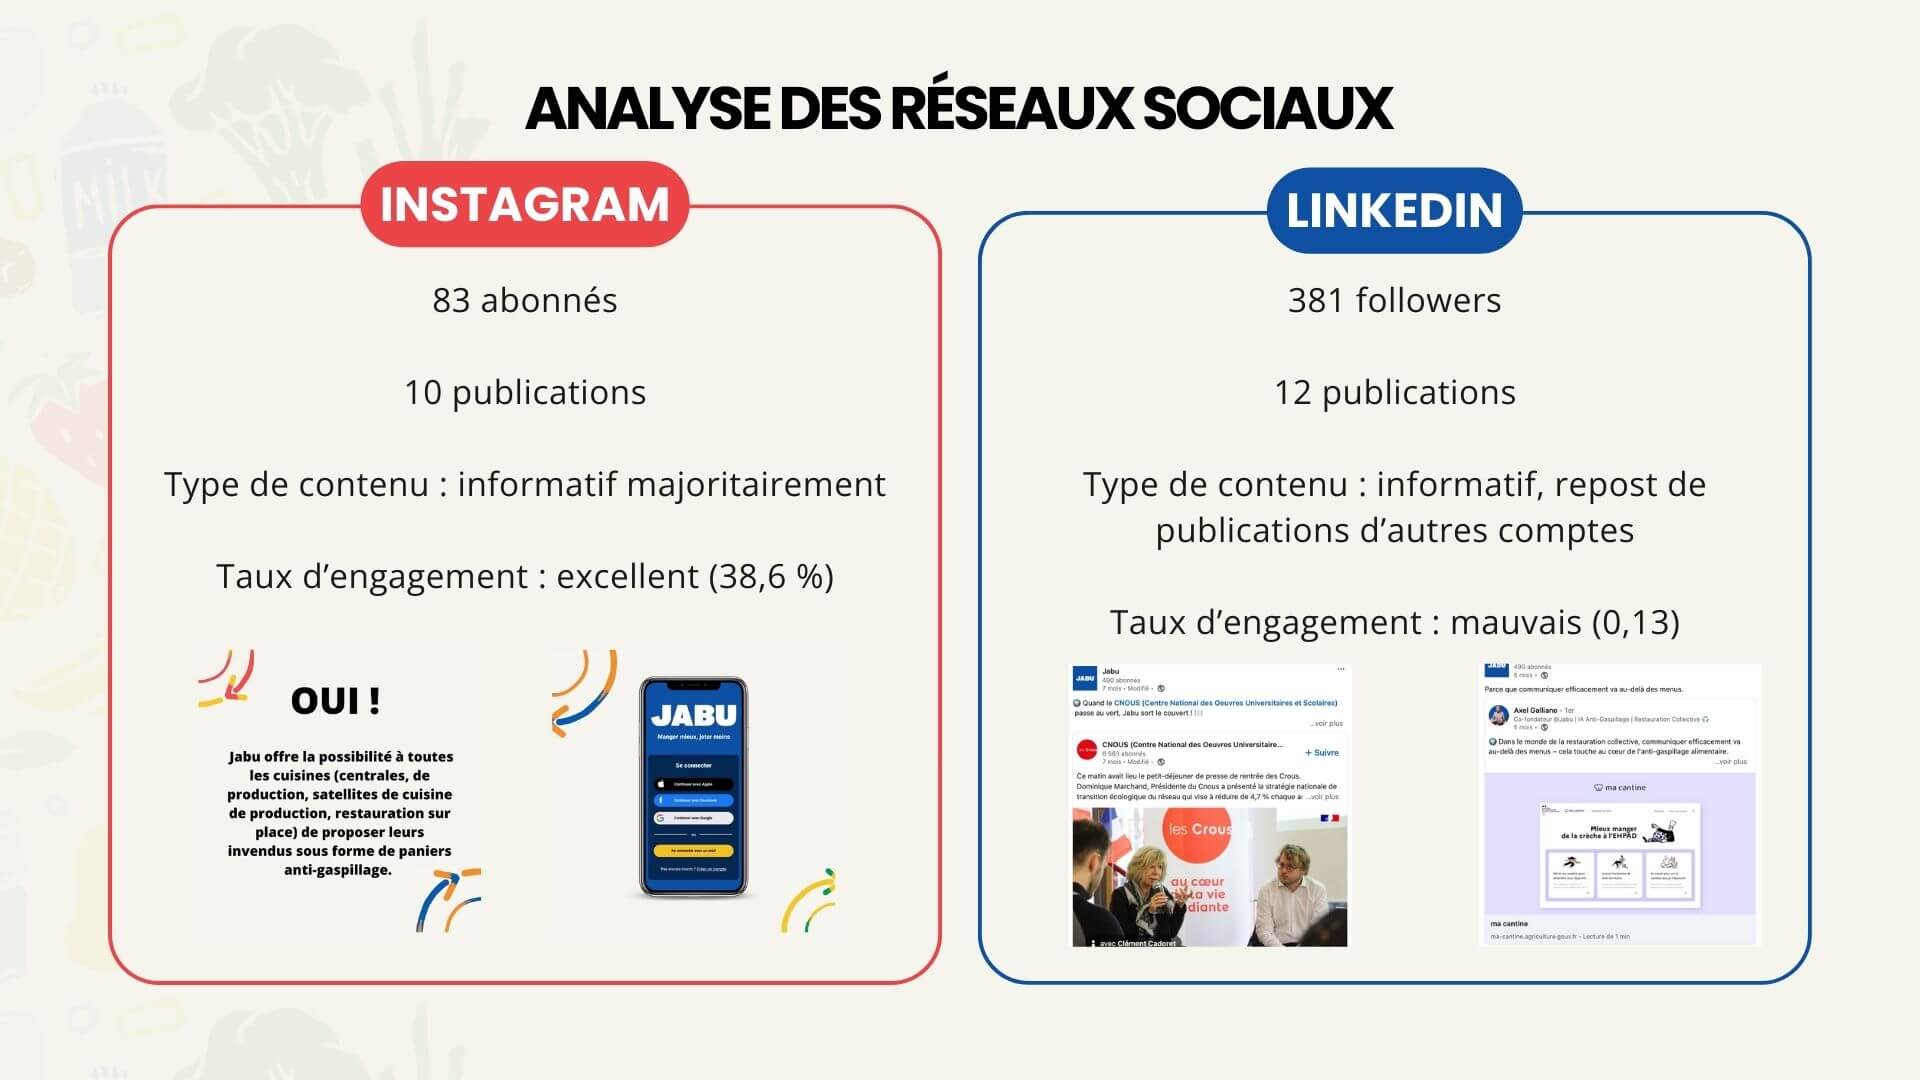 ANALYSE DES RÉSEAUX SOCIAUX
INSTAGRAM
83 abonnés
10 publications
Type de contenu : informatif majoritairement
Taux d'engagement : excellent (38,6 %)
OUI !
Jabu offre la possibilité à toutes
les cuisines (centrales, de
production, satellites de cuisine
de production, restauration sur
place) de proposer leurs
invendus sous forme de paniers
anti-gaspillage.
JABU
Manger mieux, jeter moins
Se connecter
Continuer avec Apple
Continuer avec Facebook
Continuer avec Google
Se connecter avec un mail
Pas encore inscrit ? Créer un compte
LINKEDIN
381 followers
12 publications
Type de contenu : informatif, repost de
publications d'autres comptes
Taux d'engagement : mauvais (0,13)
JABU
Jabu
490 abonnés
7 mois • Modifié •
Quand le CNOUS (Centre National des Oeuvres Universitaires et Scolaires)
passe au vert, Jabu sort le couvert !
...voir plus
CNOUS (Centre National des Oeuvres Universitaire...
+ Suivre
6 583 abonnés
7 mois • Modifié •
Ce matin avait lieu le petit-déjeuner de presse de rentrée des Crous.
Dominique Marchand, Présidente du Cnous a présenté la stratégie nationale de
transition écologique du réseau qui vise à réduire de 4,7 % chaque a ...voir plus
les Crous
au cœur
la vie
diante
avec Clément Cadoret
JABU
490 abonnés
5 mois •
Parce que communiquer efficacement va au-delà des menus.
Axel Galliano • 1er
Co-fondateur @Jabu | IA Anti-Gaspillage | Restauration Collective
5 mois •
Dans le monde de la restauration collective, communiquer efficacement va
au-delà des menus – cela touche au cœur de l'anti-gaspillage alimentaire.
...voir plus
ma cantine
Mieux manger
de la crèche à l'EHPAD
ma cantine
ma-cantine.agriculture.gouv.fr • Lecture de 1 min
MILK